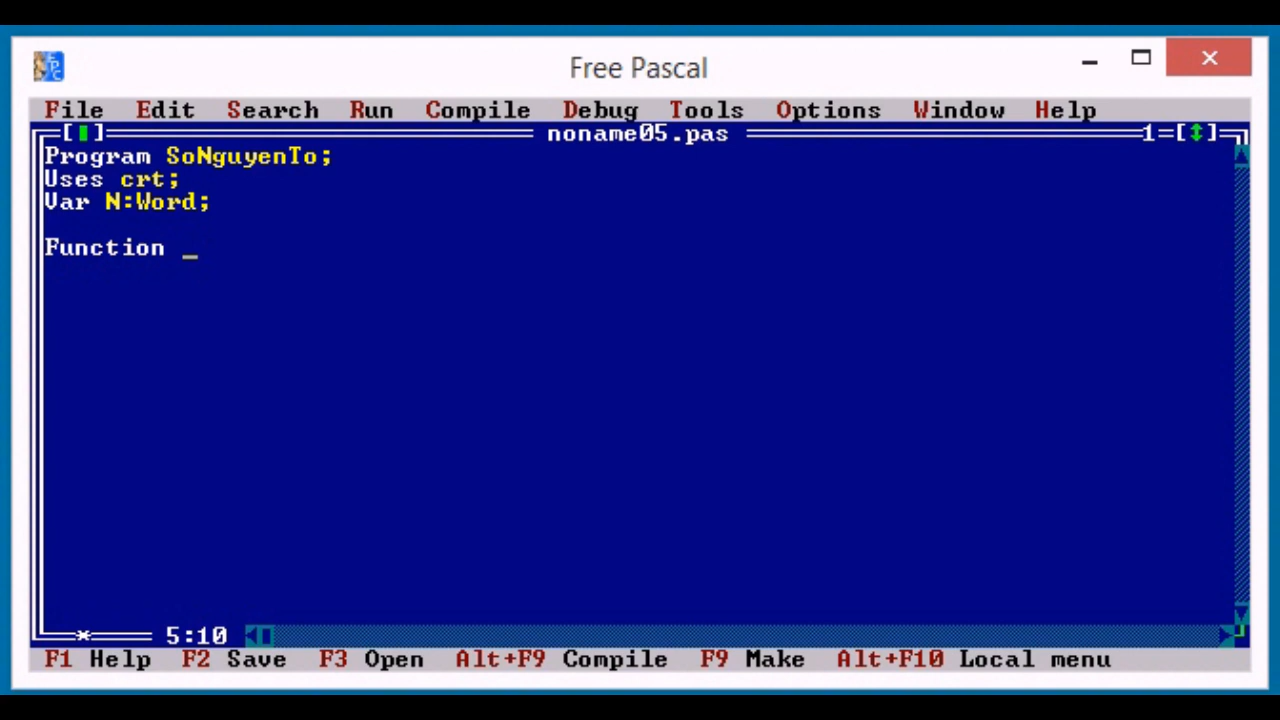 Free Pascal
File Edit Search Run Compile Debug Tools Options Window Help
noname05.pas 1
Program SoNguyenTo;
Uses crt;
Var N:Word;
Function _
5:10
F1 Help F2 Save F3 Open Alt+F9 Compile F9 Make Alt+F10 Local menu